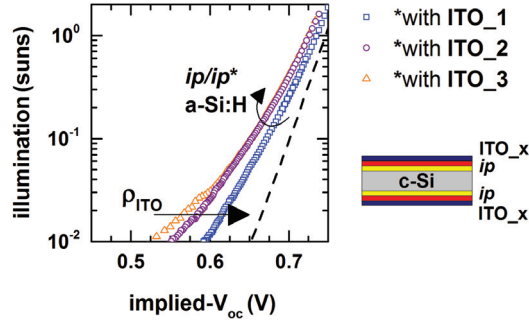 illumination (suns)
10⁰
10⁻¹
10⁻²
ip/ip*
a-Si:H
ρITO
0.5
0.6
0.7
implied-Voc (V)
*with ITO_1
*with ITO_2
*with ITO_3
ITO_x
ip
c-Si
ip
ITO_x